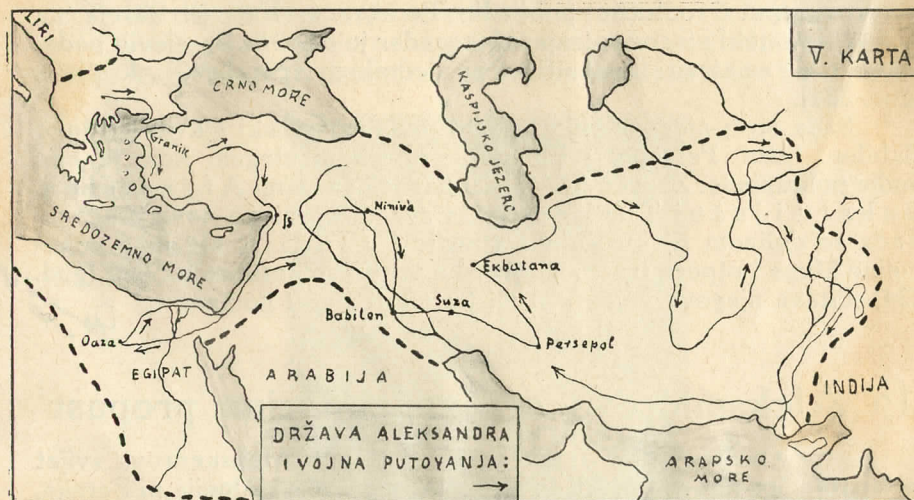 LIRI
V. KARTA
CRNO MORE
KASPIJSKO JEZERO
Granik
SREDOZEMNO MORE
Is
Niniva
Ekbatana
Babilon
Suza
Persepol
Oaza
EGIPAT
ARABIJA
INDIJA
DRŽAVA ALEKSANDRA
I VOJNA PUTOVANJA:
ARAPSKO
MORE